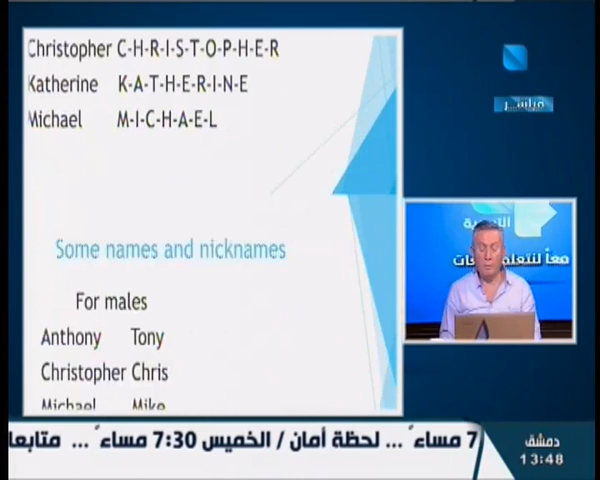 Christopher C-H-R-I-S-T-O-P-H-E-R
Katherine K-A-T-H-E-R-I-N-E
Michael M-I-C-H-A-E-L
Some names and nicknames
For males
Anthony Tony
Christopher Chris
Michael Mike
مباشر
التربوية
معاً لنتعلم
7 مساءً ... لحظة أمان / الخميس 7:30 مساءً ... متابعا
دمشق
13:48